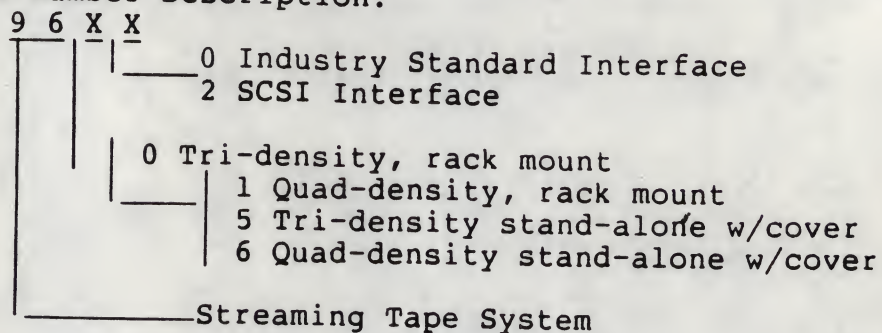 9 6 X X
0 Industry Standard Interface
2 SCSI Interface
0 Tri-density, rack mount
1 Quad-density, rack mount
5 Tri-density stand-alone w/cover
6 Quad-density stand-alone w/cover
Streaming Tape System